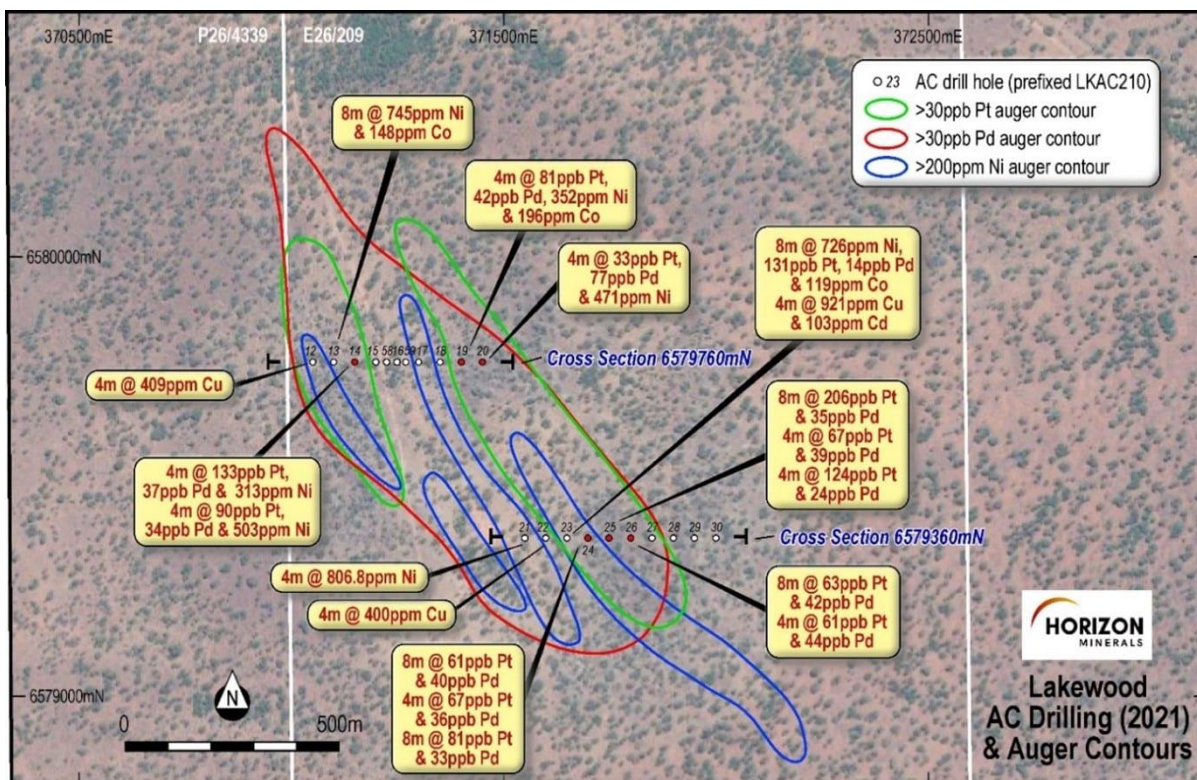 370500mE
P26/4339
E26/209
371500mE
372500mE
23 AC drill hole (prefixed LKAC210)
>30ppb Pt auger contour
>30ppb Pd auger contour
>200ppm Ni auger contour
8m @ 745ppm Ni
& 148ppm Co
4m @ 81ppb Pt,
42ppb Pd, 352ppm Ni
& 196ppm Co
4m @ 33ppb Pt,
77ppb Pd
& 471ppm Ni
8m @ 726ppm Ni,
131ppb Pt, 14ppb Pd
& 119ppm Co
4m @ 921ppm Cu
& 103ppm Cd
6580000mN
12 13 14 15 58 16 59 17 18 19 20
Cross Section 6579760mN
4m @ 409ppm Cu
4m @ 133ppb Pt,
37ppb Pd & 313ppm Ni
4m @ 90ppb Pt,
34ppb Pd & 503ppm Ni
8m @ 206ppb Pt
& 35ppb Pd
4m @ 67ppb Pt
& 39ppb Pd
4m @ 124ppb Pt
& 24ppb Pd
21 22 23 24 25 26 27 28 29 30
Cross Section 6579360mN
4m @ 806.8ppm Ni
4m @ 400ppm Cu
8m @ 61ppb Pt
& 40ppb Pd
4m @ 67ppb Pt
& 36ppb Pd
8m @ 81ppb Pt
& 33ppb Pd
8m @ 63ppb Pt
& 42ppb Pd
4m @ 61ppb Pt
& 44ppb Pd
HORIZON
MINERALS
6579000mN
N
0 500m
Lakewood
AC Drilling (2021)
& Auger Contours